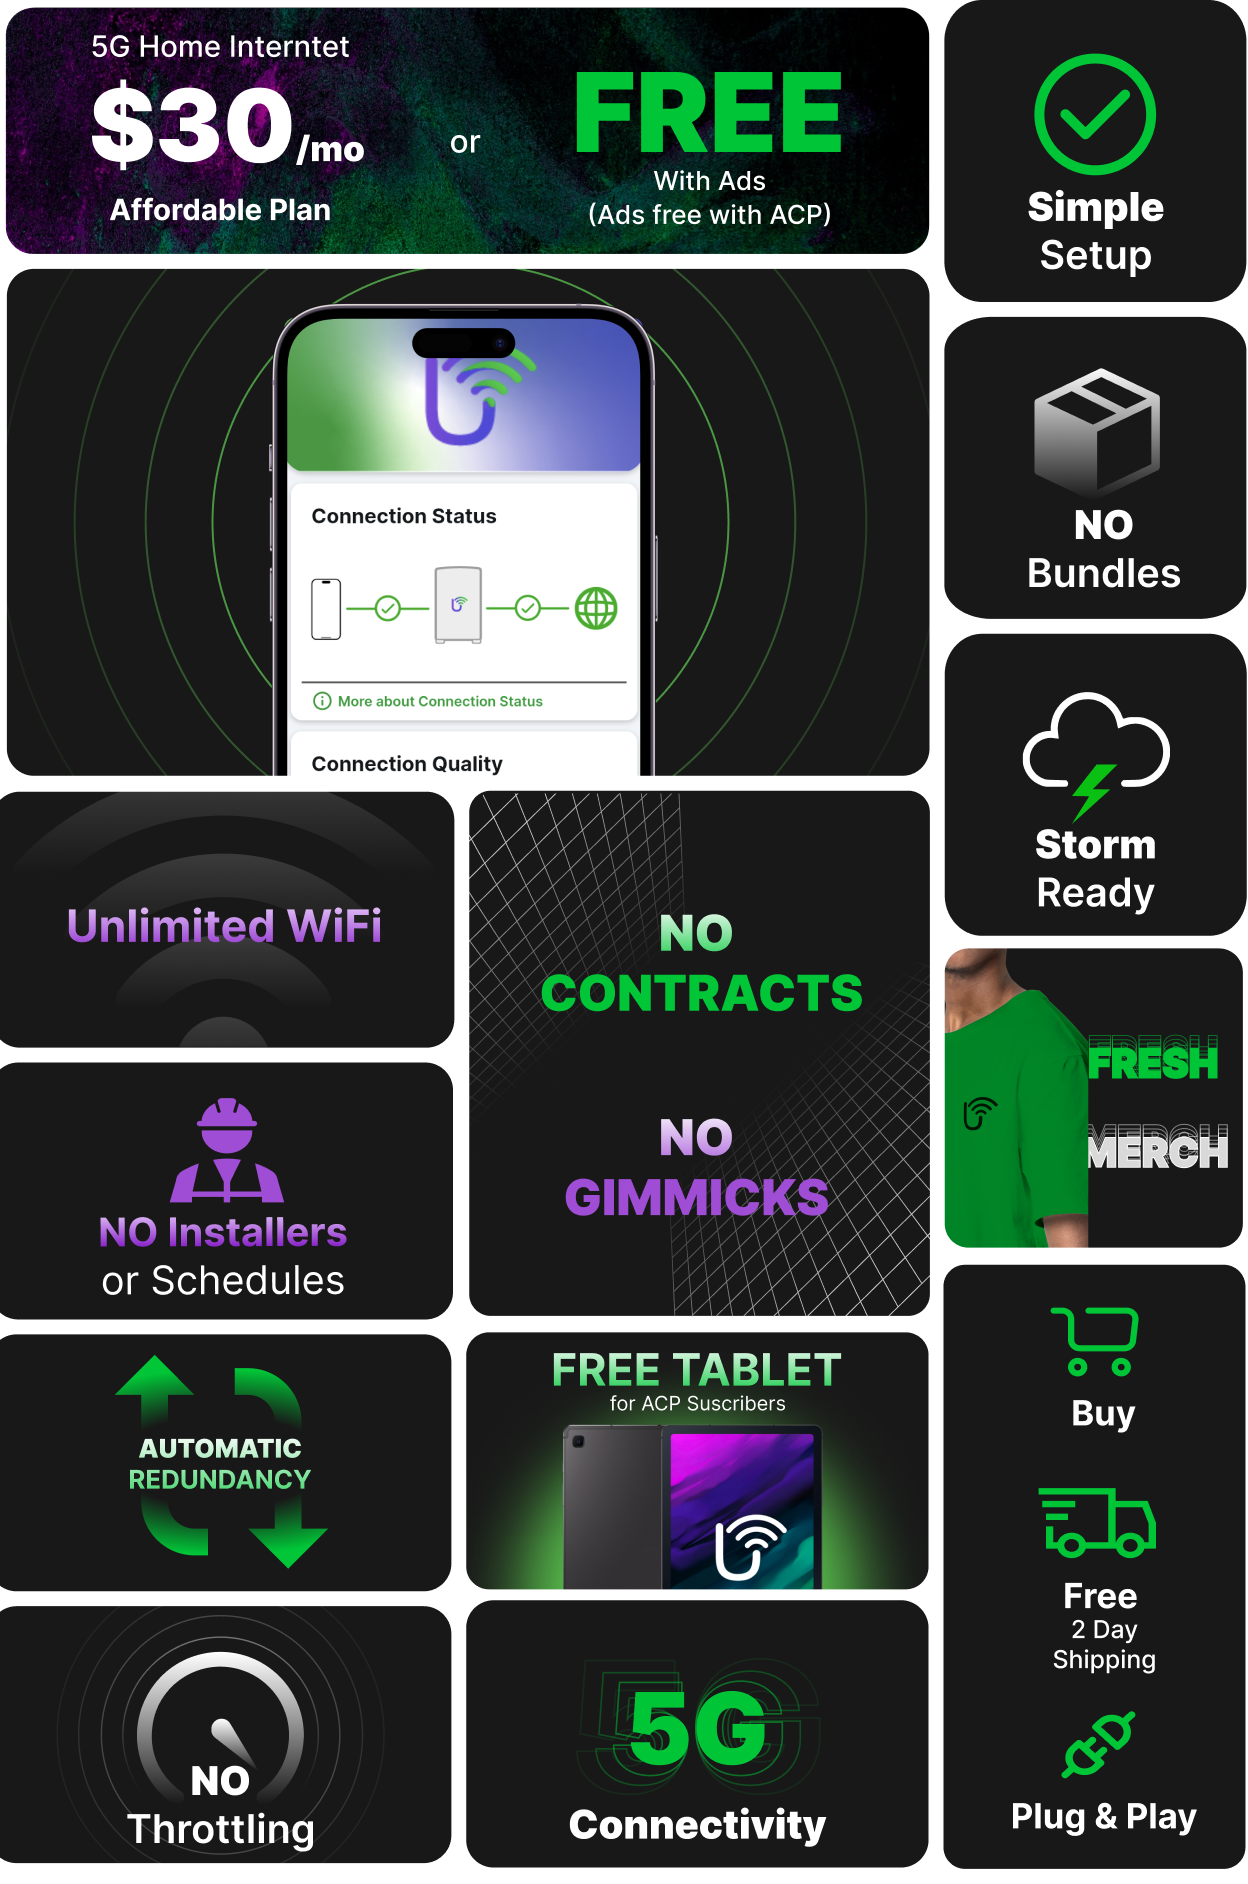 5G Home Interntet
$30/mo
Affordable Plan
or
FREE
With Ads
(Ads free with ACP)
Simple
Setup
Connection Status
More about Connection Status
Connection Quality
NO
Bundles
Storm
Ready
Unlimited WiFi
NO
CONTRACTS
NO
GIMMICKS
FRESH
MERCH
NO Installers
or Schedules
AUTOMATIC
REDUNDANCY
FREE TABLET
for ACP Suscribers
Buy
Free
2 Day
Shipping
Plug & Play
NO
Throttling
5G
Connectivity